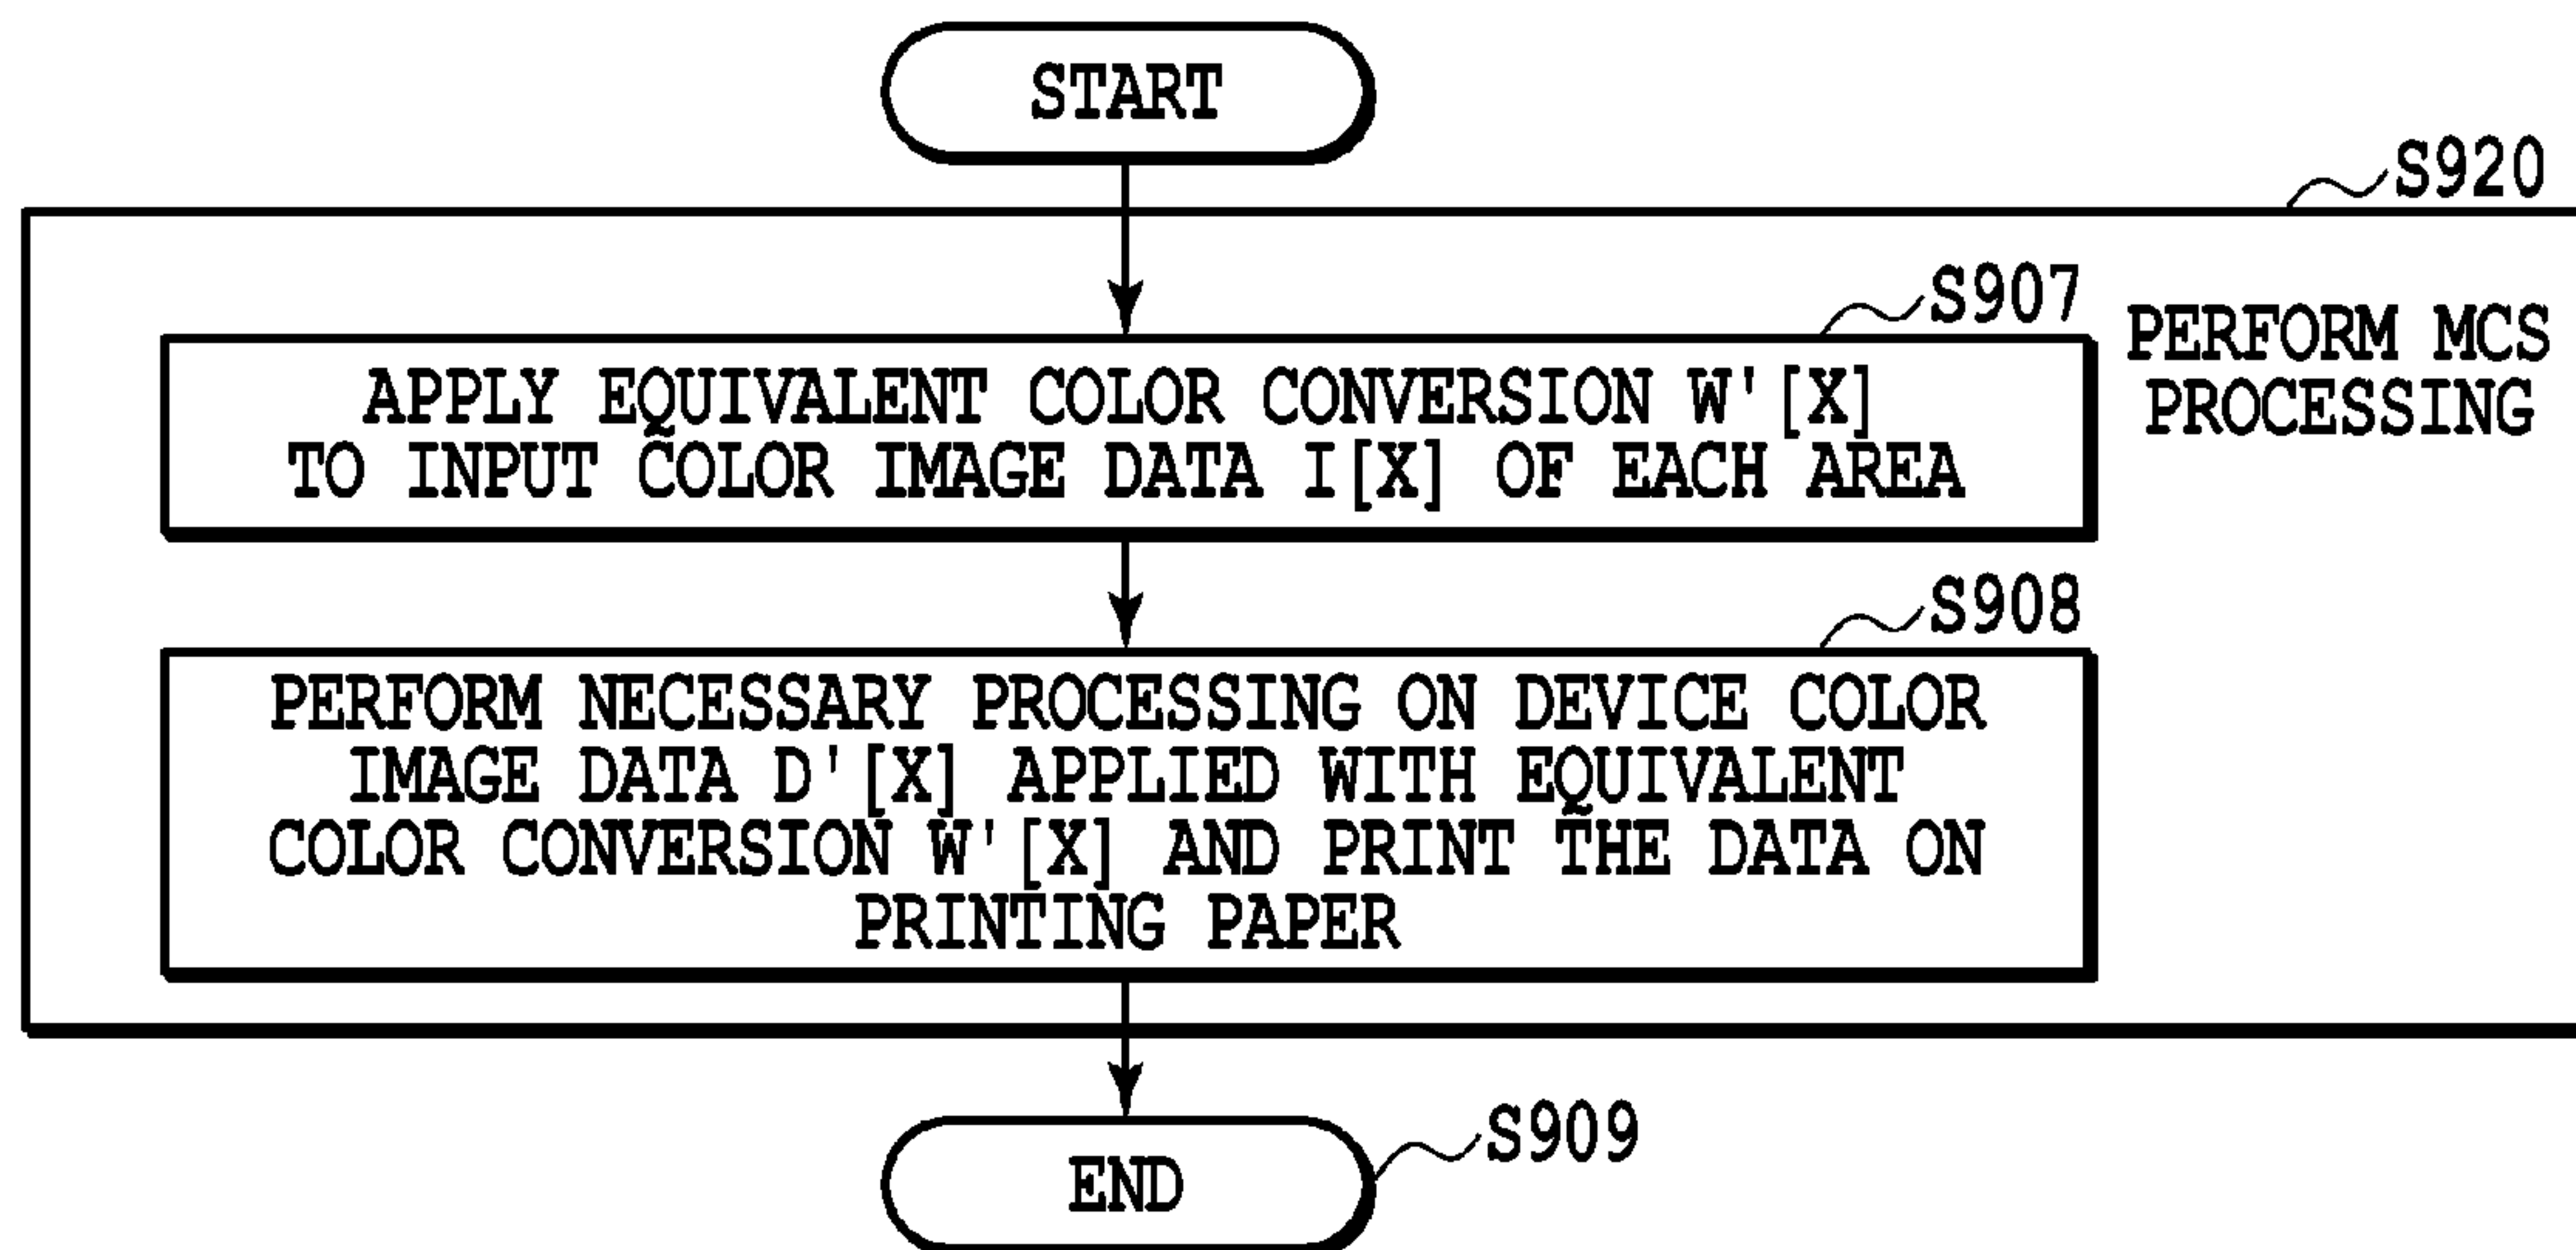 START
S920
S907
PERFORM MCS
PROCESSING
APPLY EQUIVALENT COLOR CONVERSION W'[X]
TO INPUT COLOR IMAGE DATA I[X] OF EACH AREA
S908
PERFORM NECESSARY PROCESSING ON DEVICE COLOR
IMAGE DATA D'[X] APPLIED WITH EQUIVALENT
COLOR CONVERSION W'[X] AND PRINT THE DATA ON
PRINTING PAPER
END
S909